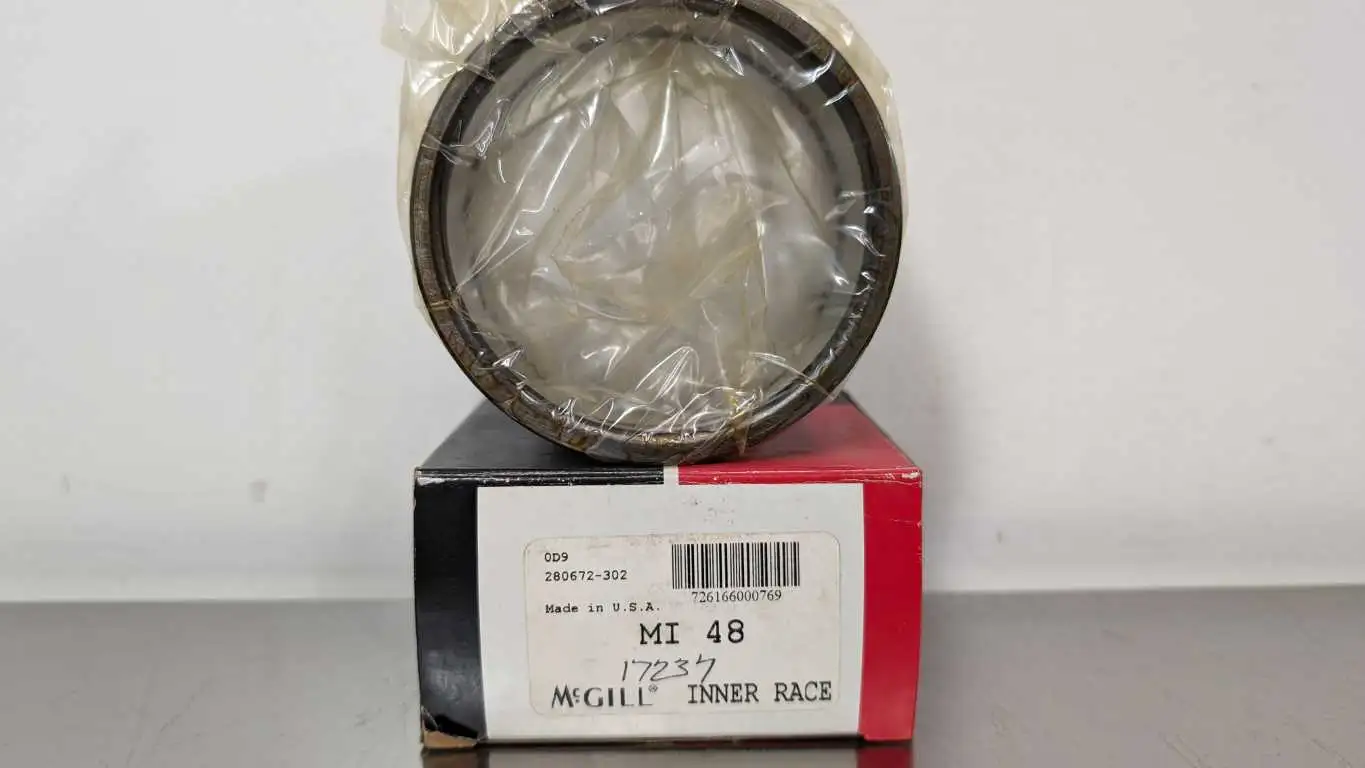 0D9
280672-302
726166000769
Made in U.S.A.
MI 48
17237
McGILL® INNER RACE